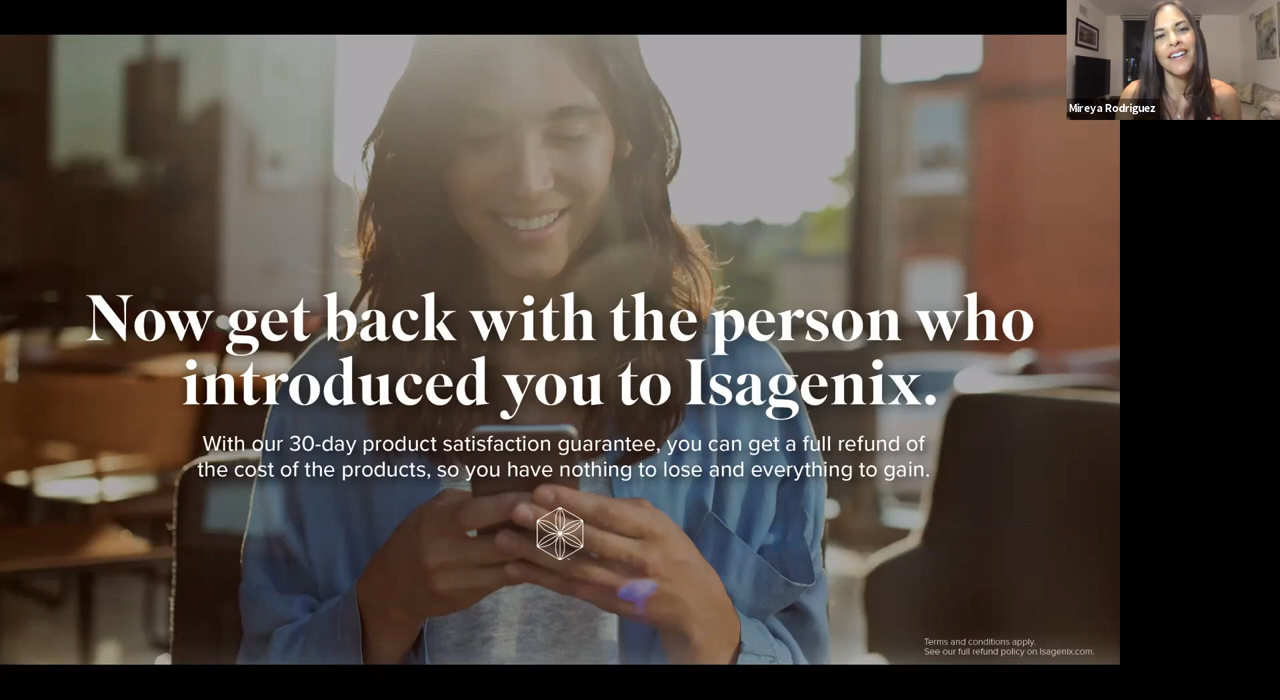 Mireya Rodriguez
Now get back with the person who
introduced you to Isagenix.
With our 30-day product satisfaction guarantee, you can get a full refund of
the cost of the products, so you have nothing to lose and everything to gain.
Terms and conditions apply.
See our full refund policy on Isagenix.com.